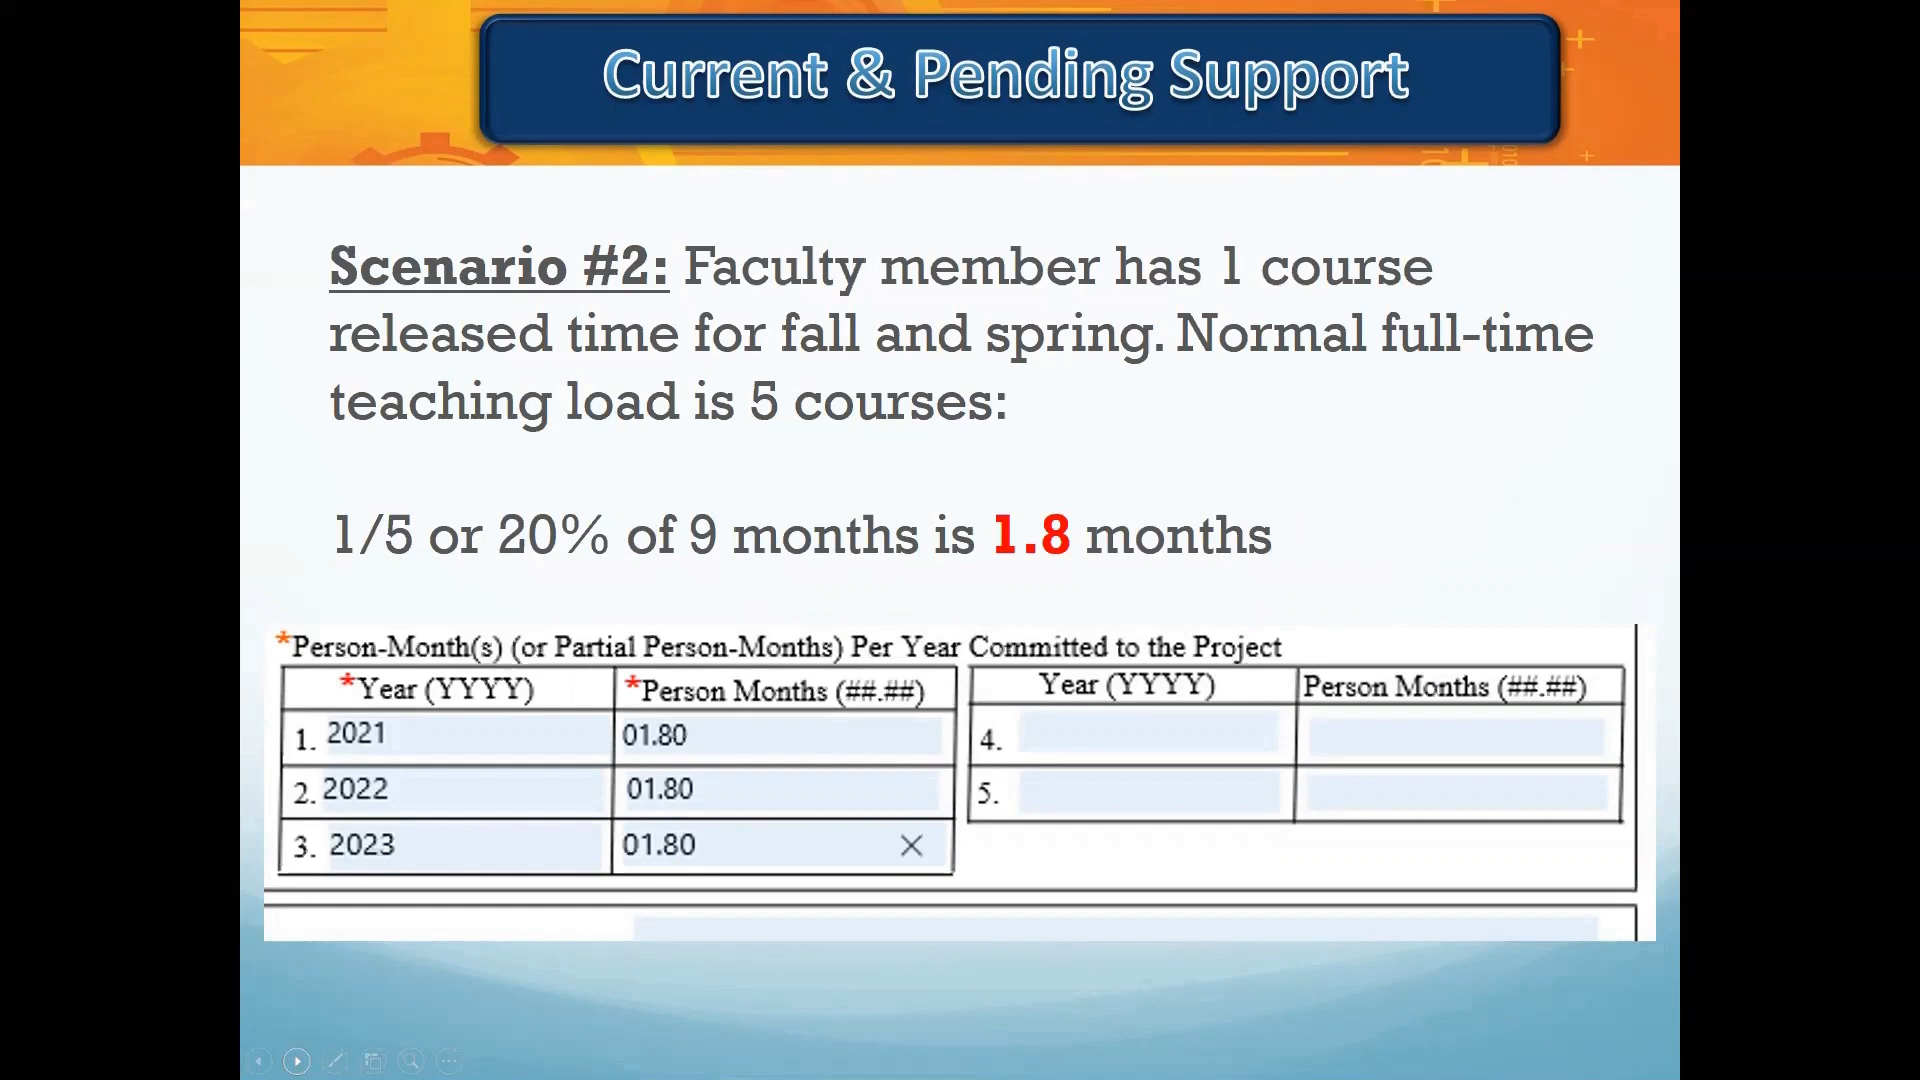 Current & Pending Support
Scenario #2: Faculty member has 1 course
released time for fall and spring. Normal full-time
teaching load is 5 courses:
1/5 or 20% of 9 months is 1.8 months
*Person-Month(s) (or Partial Person-Months) Per Year Committed to the Project
*Year (YYYY) *Person Months (##.##) Year (YYYY) Person Months (##.##)
1. 2021 01.80 4.
2. 2022 01.80 5.
3. 2023 01.80